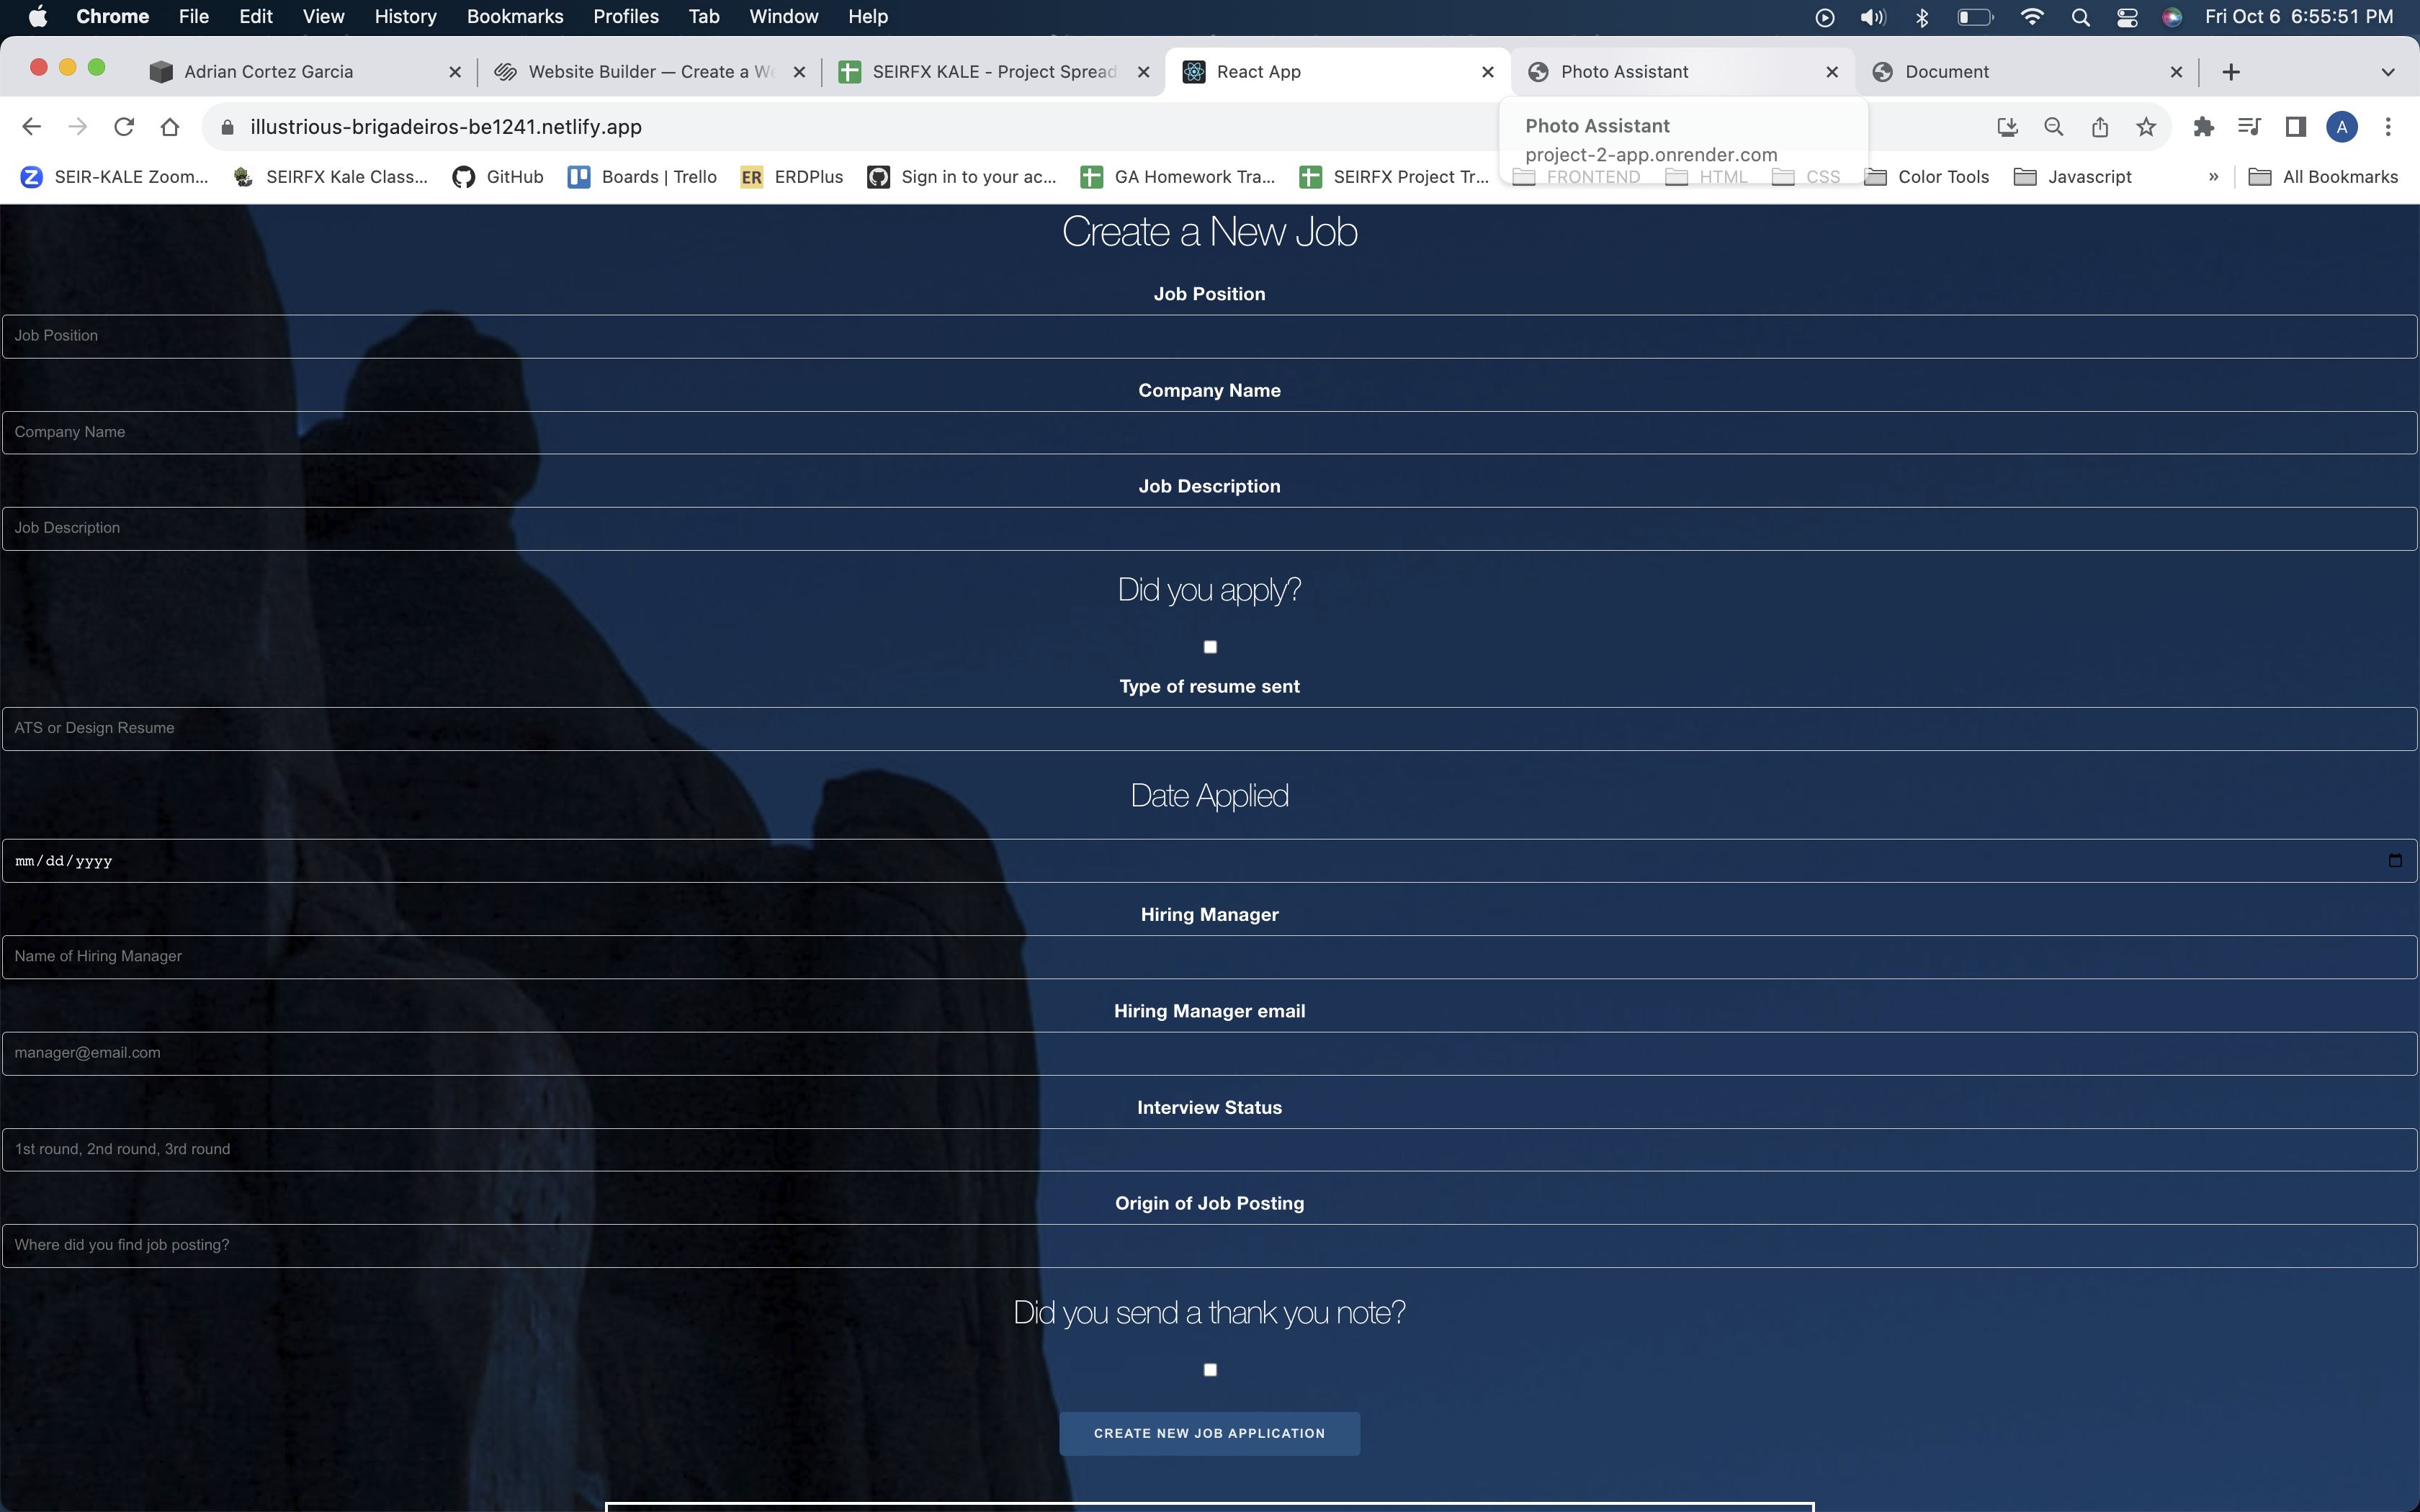 Chrome File Edit View History Bookmarks Profiles Tab Window Help Fri Oct 6 6:55:51 PM
Adrian Cortez Garcia Website Builder — Create a We SEIRFX KALE - Project Spread React App Photo Assistant Document
illustrious-brigadeiros-be1241.netlify.app A
Photo Assistant
project-2-app.onrender.com
SEIR-KALE Zoom... SEIRFX Kale Class... GitHub Boards | Trello ER ERDPlus Sign in to your ac... GA Homework Tra... SEIRFX Project Tr... FRONTEND HTML CSS Color Tools Javascript » All Bookmarks
Create a New Job
Job Position
Job Position
Company Name
Company Name
Job Description
Job Description
Did you apply?
Type of resume sent
ATS or Design Resume
Date Applied
mm/dd/yyyy
Hiring Manager
Name of Hiring Manager
Hiring Manager email
manager@email.com
Interview Status
1st round, 2nd round, 3rd round
Origin of Job Posting
Where did you find job posting?
Did you send a thank you note?
CREATE NEW JOB APPLICATION